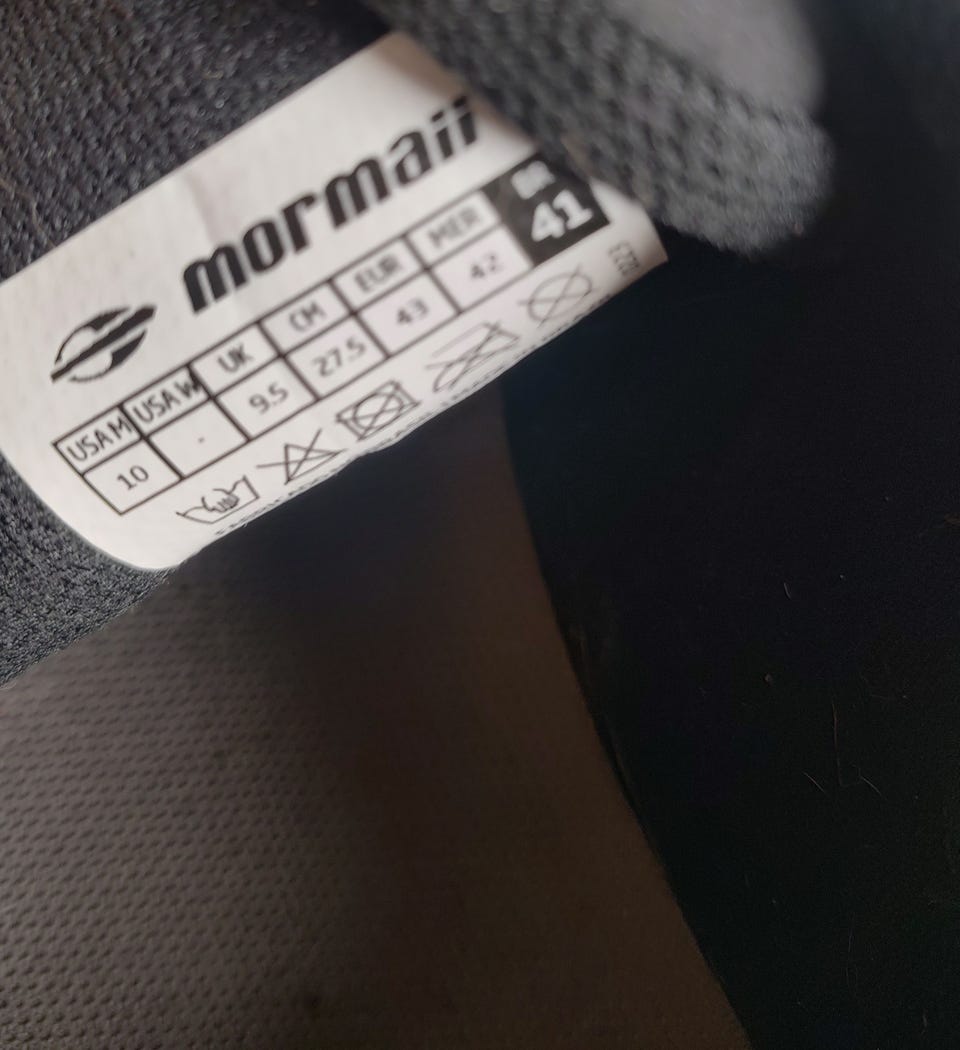 mormaii
USA M USA W UK CM EUR MER BR
10 - 9.5 27.5 43 42 41